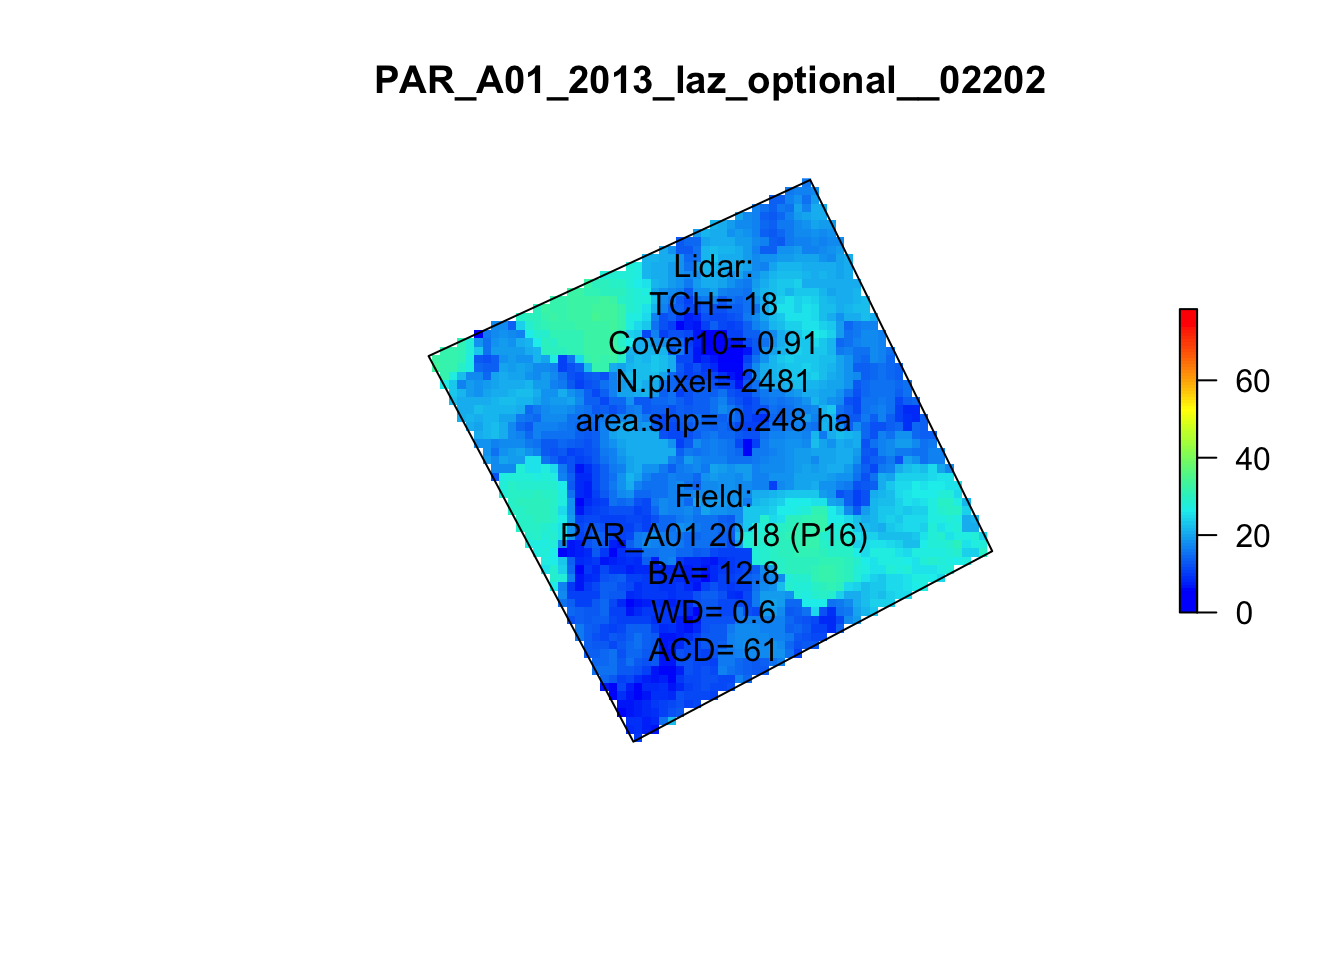 PAR_A01_2013_laz_optional__02202
Lidar:
TCH= 18
Cover10= 0.91
N.pixel= 2481
area.shp= 0.248 ha
Field:
PAR_A01 2018 (P16)
BA= 12.8
WD= 0.6
ACD= 61
60
40
20
0